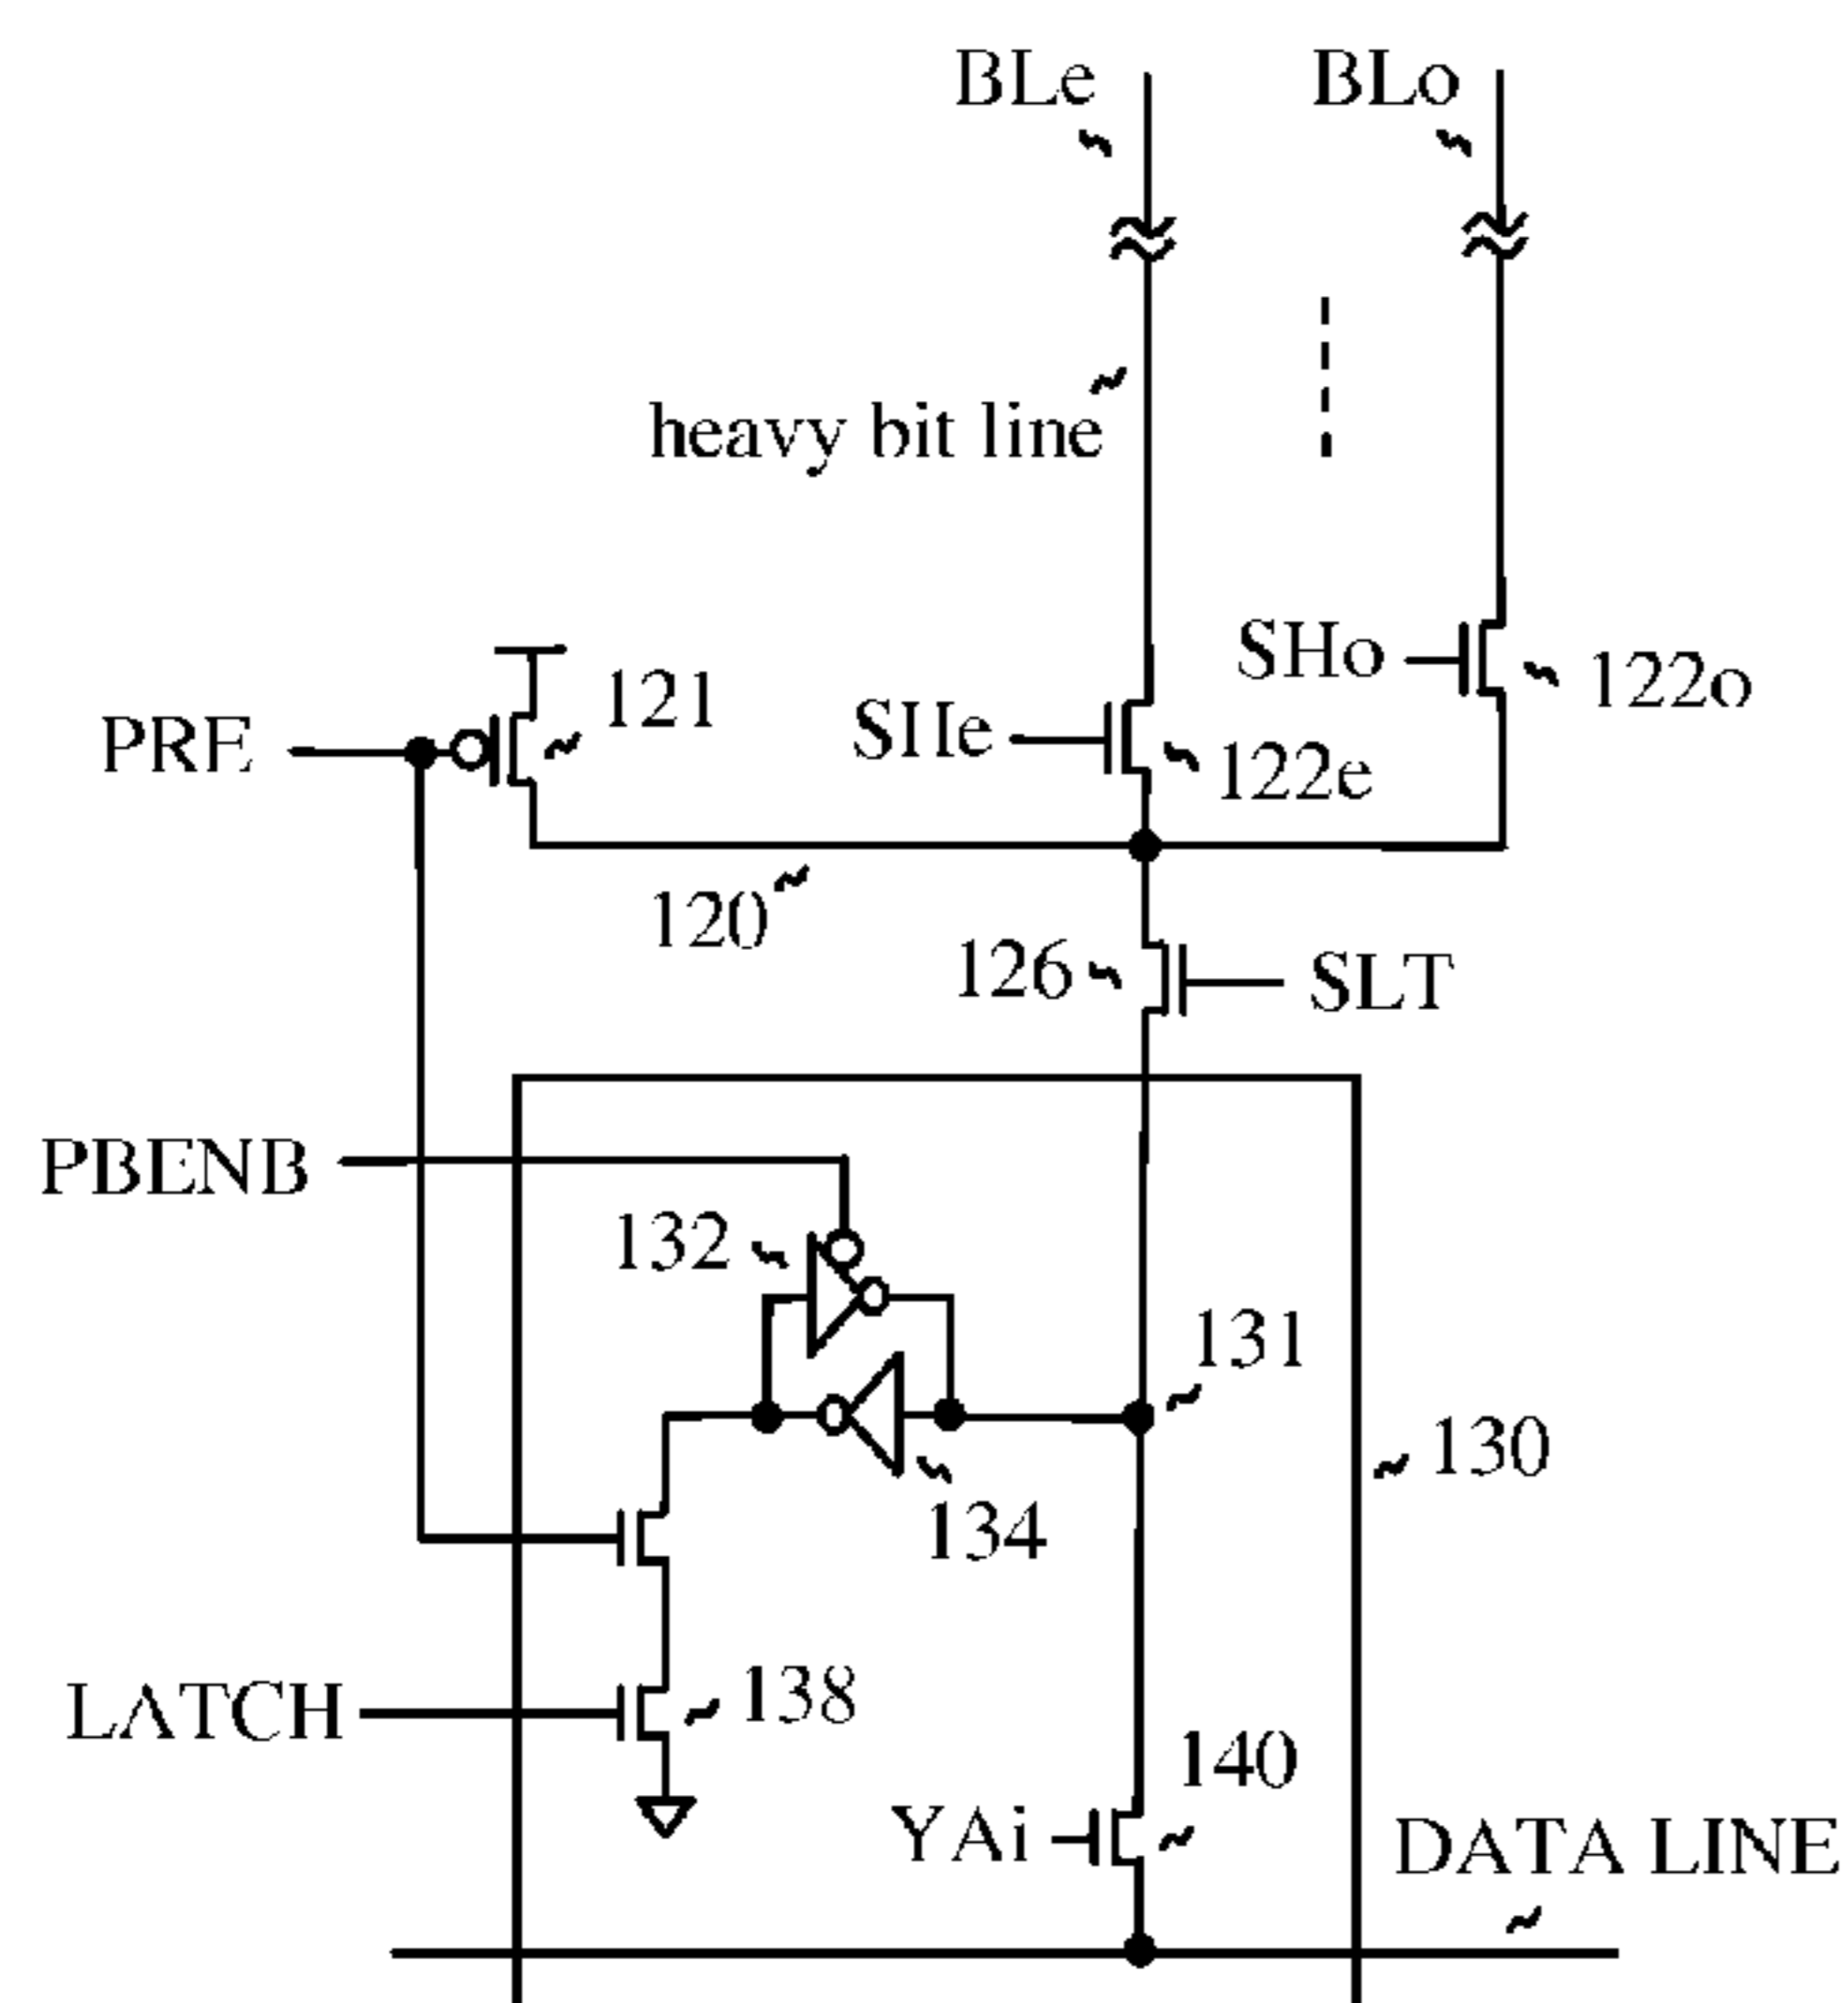 BLe
BLo
heavy bit line
SHo
122o
121
PRE
SHe
122e
120
126
SLT
PBENB
132
131
130
134
LATCH
138
140
YAi
DATA LINE